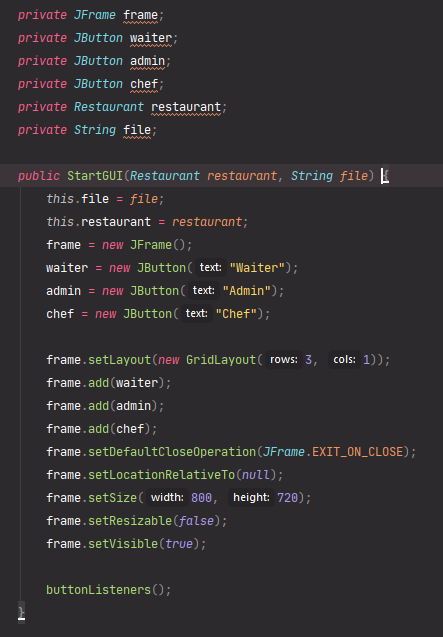 private JFrame frame;
private JButton waiter;
private JButton admin;
private JButton chef;
private Restaurant restaurant;
private String file;
public StartGUI(Restaurant restaurant, String file) {
this.file = file;
this.restaurant = restaurant;
frame = new JFrame();
waiter = new JButton( text: "Waiter");
admin = new JButton( text: "Admin");
chef = new JButton( text: "Chef");
frame.setLayout(new GridLayout( rows: 3, cols: 1));
frame.add(waiter);
frame.add(admin);
frame.add(chef);
frame.setDefaultCloseOperation(JFrame.EXIT_ON_CLOSE);
frame.setLocationRelativeTo(null);
frame.setSize( width: 800, height: 720);
frame.setResizable(false);
frame.setVisible(true);
buttonListeners();
}